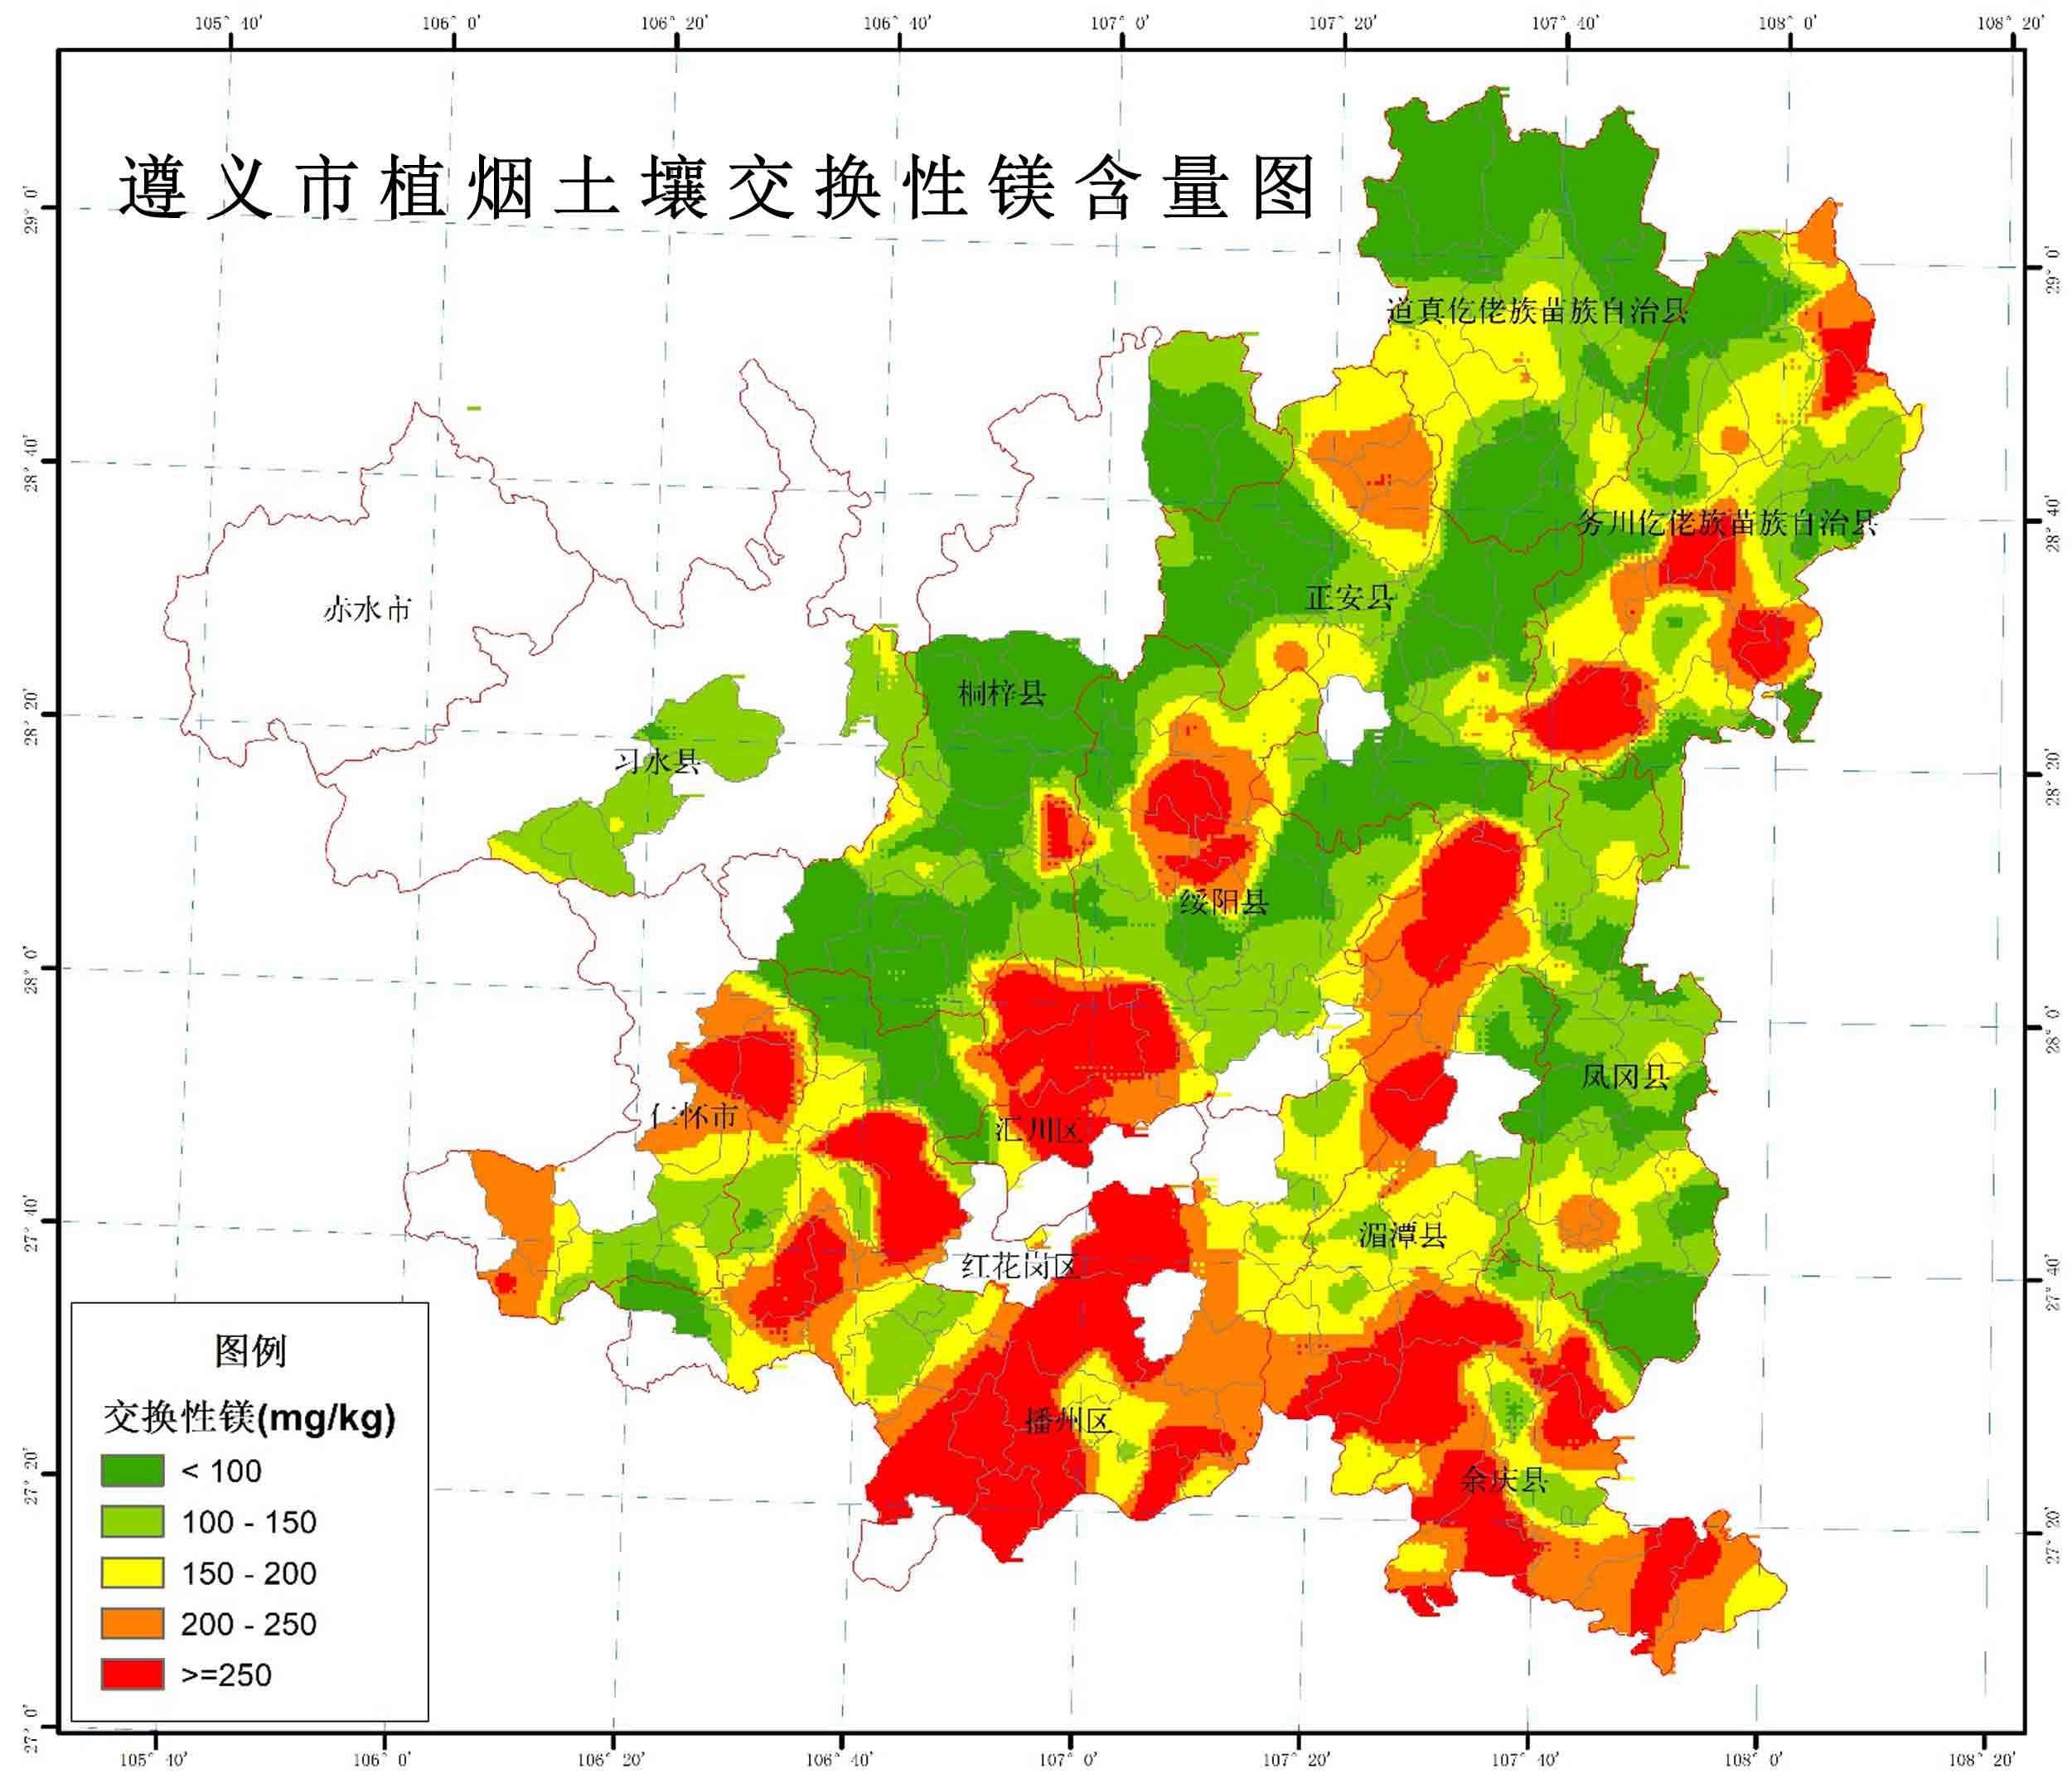 105° 40'
106° 0'
106° 20'
106° 40'
107° 0'
107° 20'
107° 40'
108° 0'
108° 20'
遵义市植烟土壤交换性镁含量图
29° 0'
28° 40'
28° 20'
28° 0'
27° 40'
27° 20'
27° 0'
29° 0'
28° 40'
28° 20'
28° 0'
27° 40'
27° 20'
道真仡佬族苗族自治县
务川仡佬族苗族自治县
赤水市
正安县
桐梓县
习水县
绥阳县
凤冈县
仁怀市
汇川区
湄潭县
红花岗区
播州区
余庆县
图例
交换性镁(mg/kg)
< 100
100 - 150
150 - 200
200 - 250
>=250
105° 40'
106° 0'
106° 20'
106° 40'
107° 0'
107° 20'
107° 40'
108° 0'
108° 20'